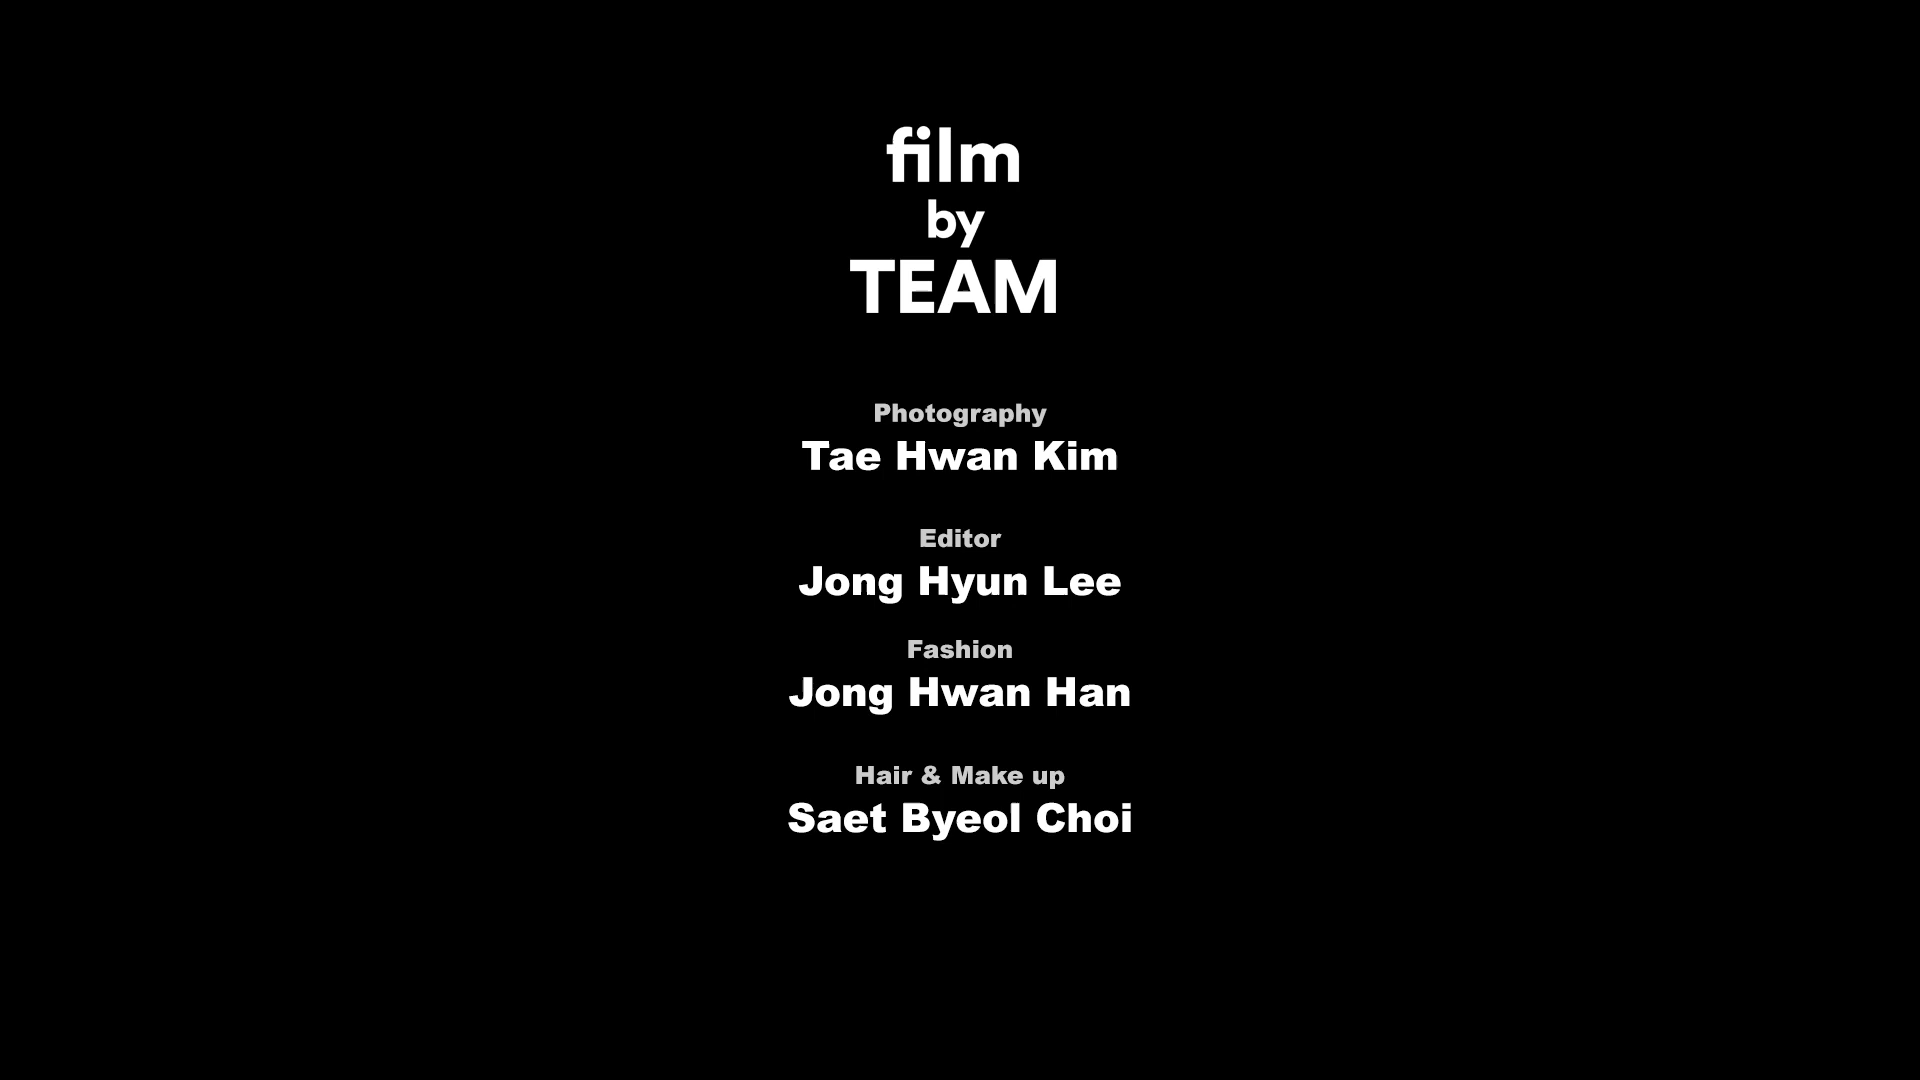 film
by
TEAM
Photography
Tae Hwan Kim
Editor
Jong Hyun Lee
Fashion
Jong Hwan Han
Hair & Make up
Saet Byeol Choi